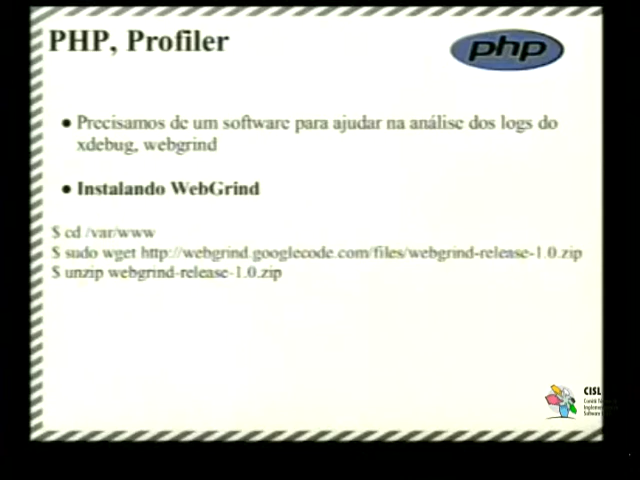 PHP, Profiler
php
● Precisamos de um software para ajudar na análise dos logs do
xdebug, webgrind
● Instalando WebGrind
$ cd /var/www
$ sudo wget http://webgrind.googlecode.com/files/webgrind-release-1.0.zip
$ unzip webgrind-release-1.0.zip
CISL